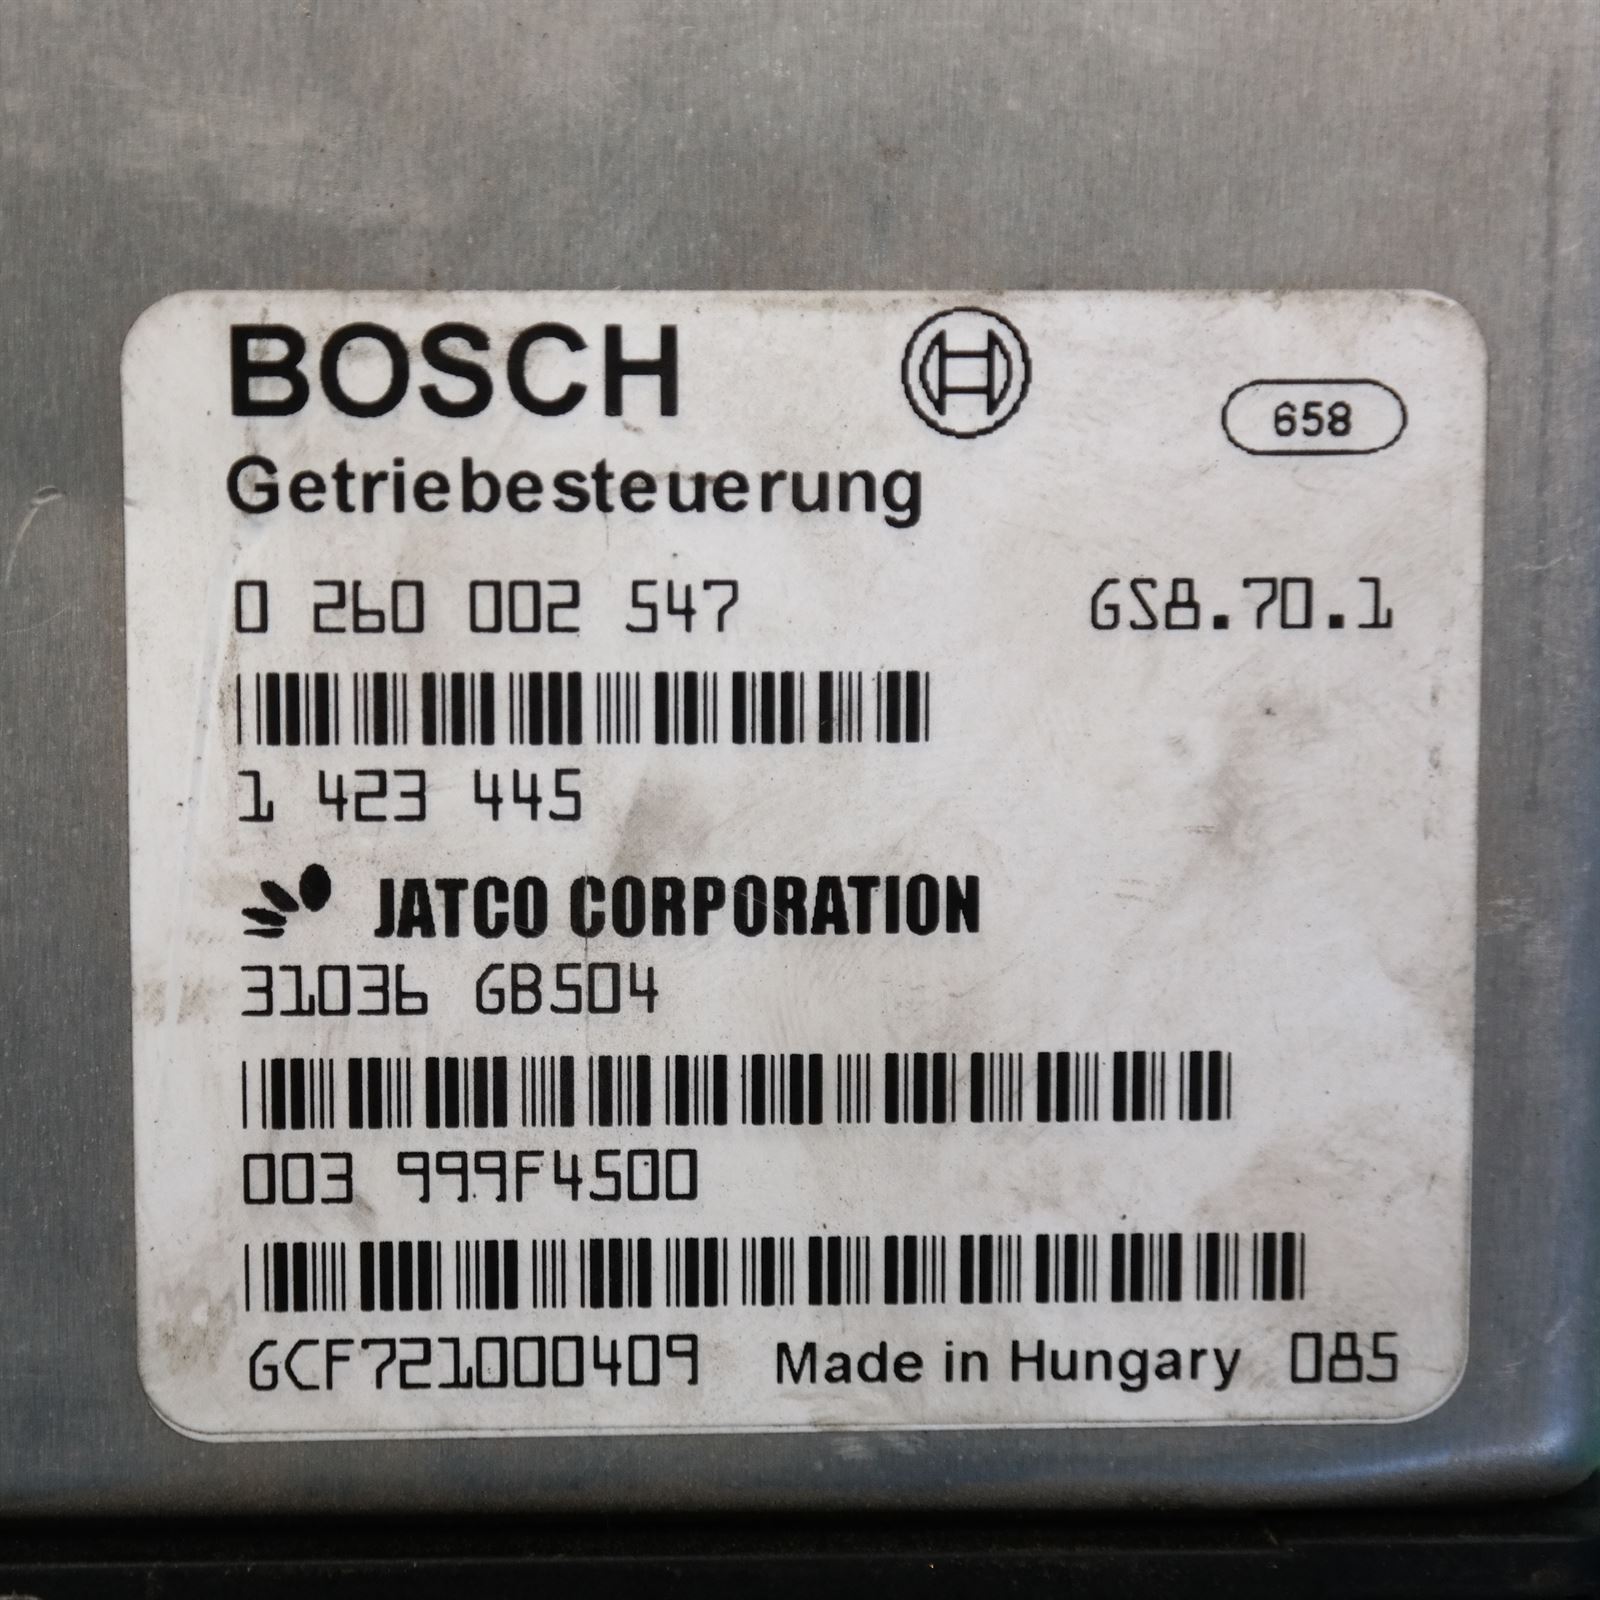 BOSCH
658
Getriebesteuerung
0 260 002 547 GS8.70.1
1 423 445
JATCO CORPORATION
31036 GB504
003 999F4500
GCF721000409 Made in Hungary 085